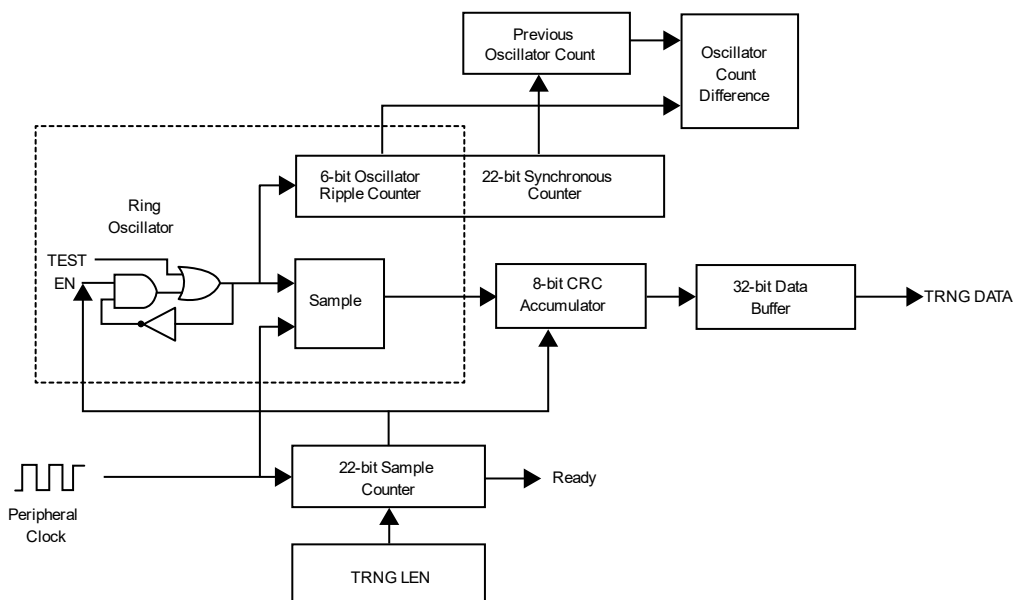 Previous
Oscillator Count
Oscillator
Count
Difference
6-bit Oscillator
Ripple Counter
22-bit Synchronous
Counter
Ring
Oscillator
TEST
EN
Sample
8-bit CRC
Accumulator
32-bit Data
Buffer
TRNG DATA
22-bit Sample
Counter
Ready
Peripheral
Clock
TRNG LEN